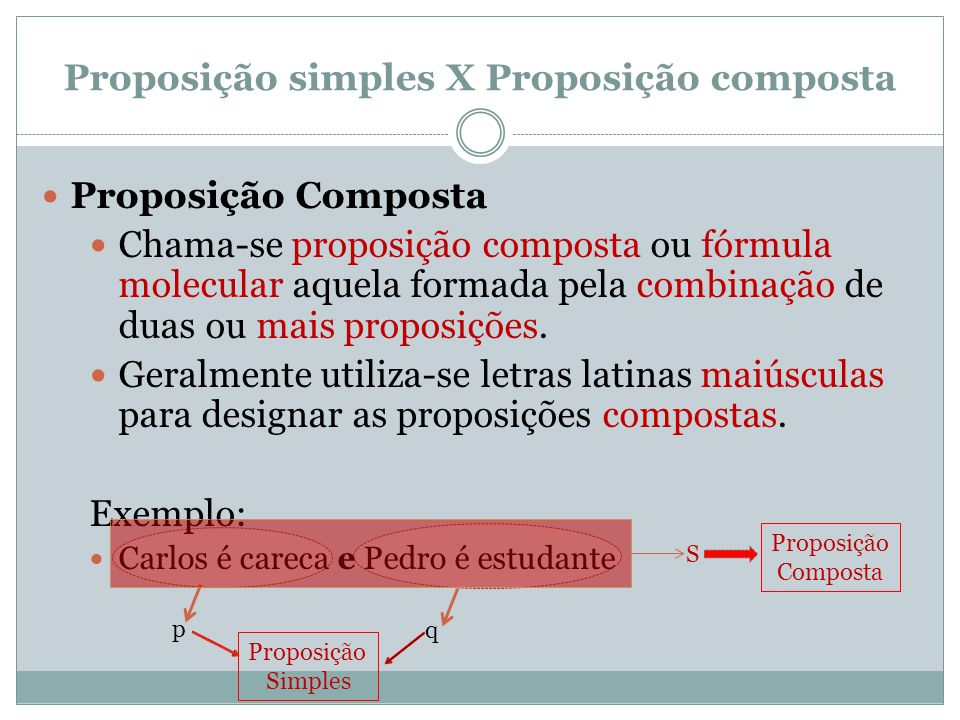 Proposição simples X Proposição composta
Proposição Composta
Chama-se proposição composta ou fórmula
molecular aquela formada pela combinação de
duas ou mais proposições.
Geralmente utiliza-se letras latinas maiúsculas
para designar as proposições compostas.
Exemplo:
Carlos é careca e Pedro é estudante
S
Proposição
Composta
p
q
Proposição
Simples